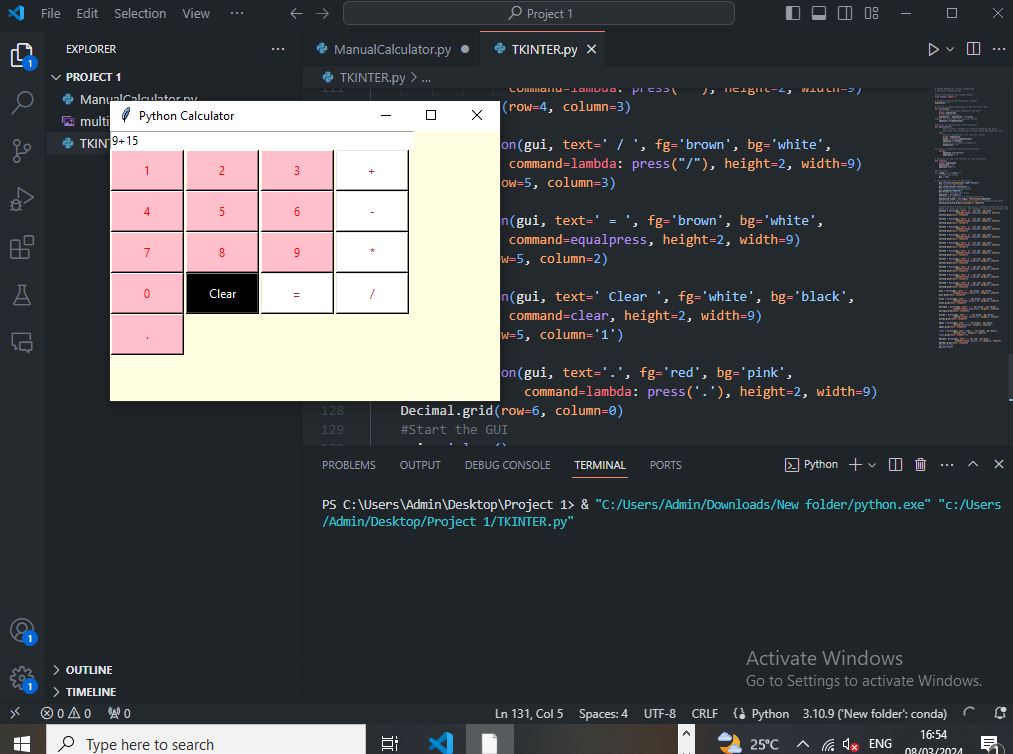 File Edit Selection View ··· Project 1
EXPLORER ···
PROJECT 1
ManualCalculator.py
multi
TKIN
ManualCalculator.py
TKINTER.py
TKINTER.py > ...
Python Calculator
9+15
1 2 3 +
4 5 6 -
7 8 9 *
0 Clear = /
.
command=lambda: press(" "), height=2, width=9)
(row=4, column=3)
on(gui, text=' / ', fg='brown', bg='white',
command=lambda: press("/"), height=2, width=9)
ow=5, column=3)
on(gui, text=' = ', fg='brown', bg='white',
command=equalpress, height=2, width=9)
w=5, column=2)
on(gui, text=' Clear ', fg='white', bg='black',
command=clear, height=2, width=9)
w=5, column='1')
on(gui, text='.', fg='red', bg='pink',
command=lambda: press('.'), height=2, width=9)
128 Decimal.grid(row=6, column=0)
129 #Start the GUI
PROBLEMS OUTPUT DEBUG CONSOLE TERMINAL PORTS Python ···
PS C:\Users\Admin\Desktop\Project 1> & "C:/Users/Admin/Downloads/New folder/python.exe" "c:/Users
/Admin/Desktop/Project 1/TKINTER.py"
1
1
1
Activate Windows
Go to Settings to activate Windows.
OUTLINE
TIMELINE
0 0 0 Ln 131, Col 5 Spaces: 4 UTF-8 CRLF Python 3.10.9 ('New folder': conda)
Type here to search
25°C ENG 16:54
08/03/2024
1